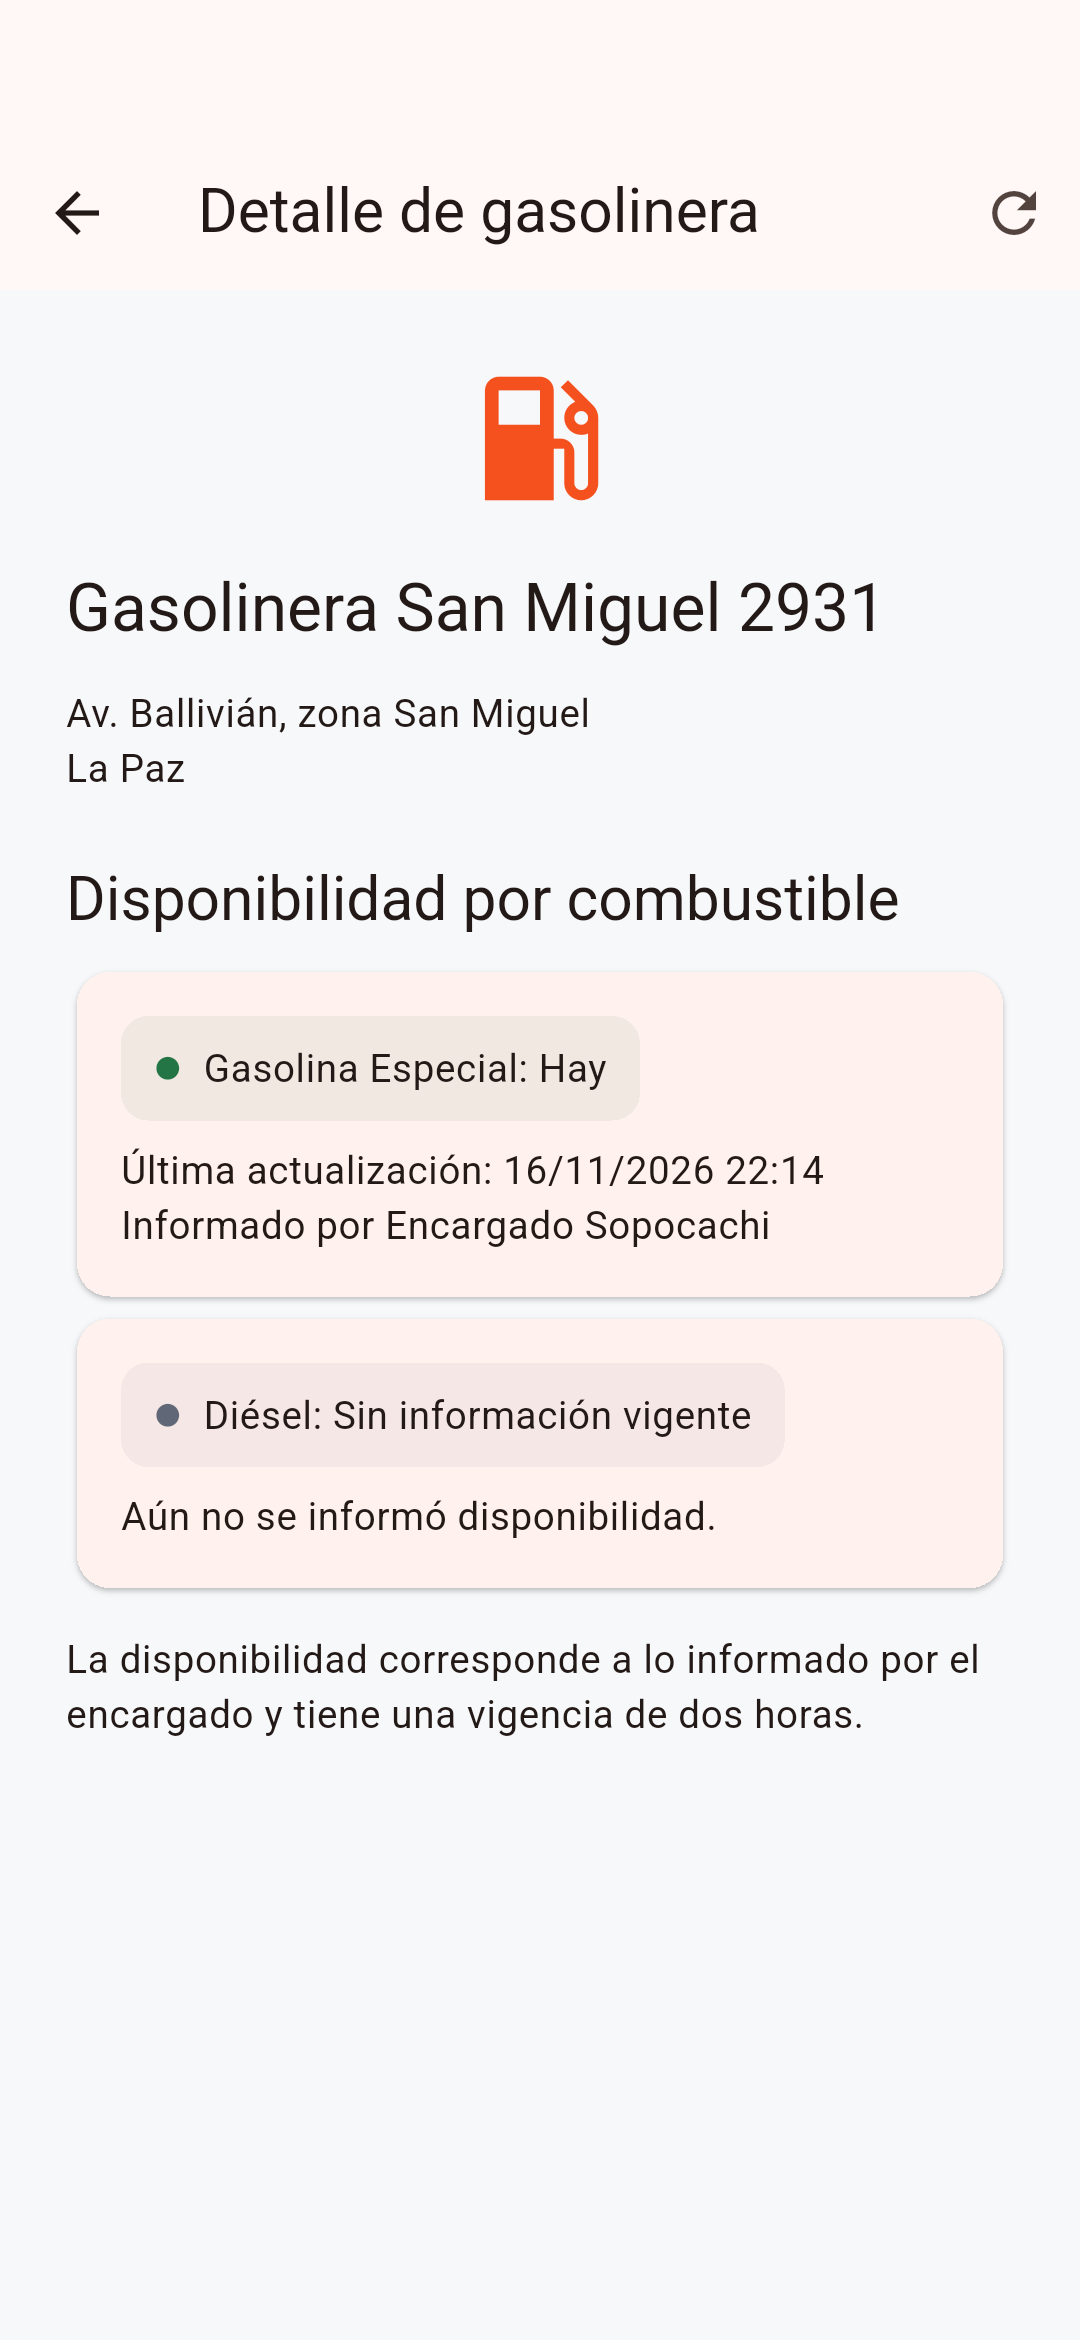 Detalle de gasolinera
Gasolinera San Miguel 2931
Av. Ballivián, zona San Miguel
La Paz
Disponibilidad por combustible
Gasolina Especial: Hay
Última actualización: 16/11/2026 22:14
Informado por Encargado Sopocachi
Diésel: Sin información vigente
Aún no se informó disponibilidad.
La disponibilidad corresponde a lo informado por el
encargado y tiene una vigencia de dos horas.